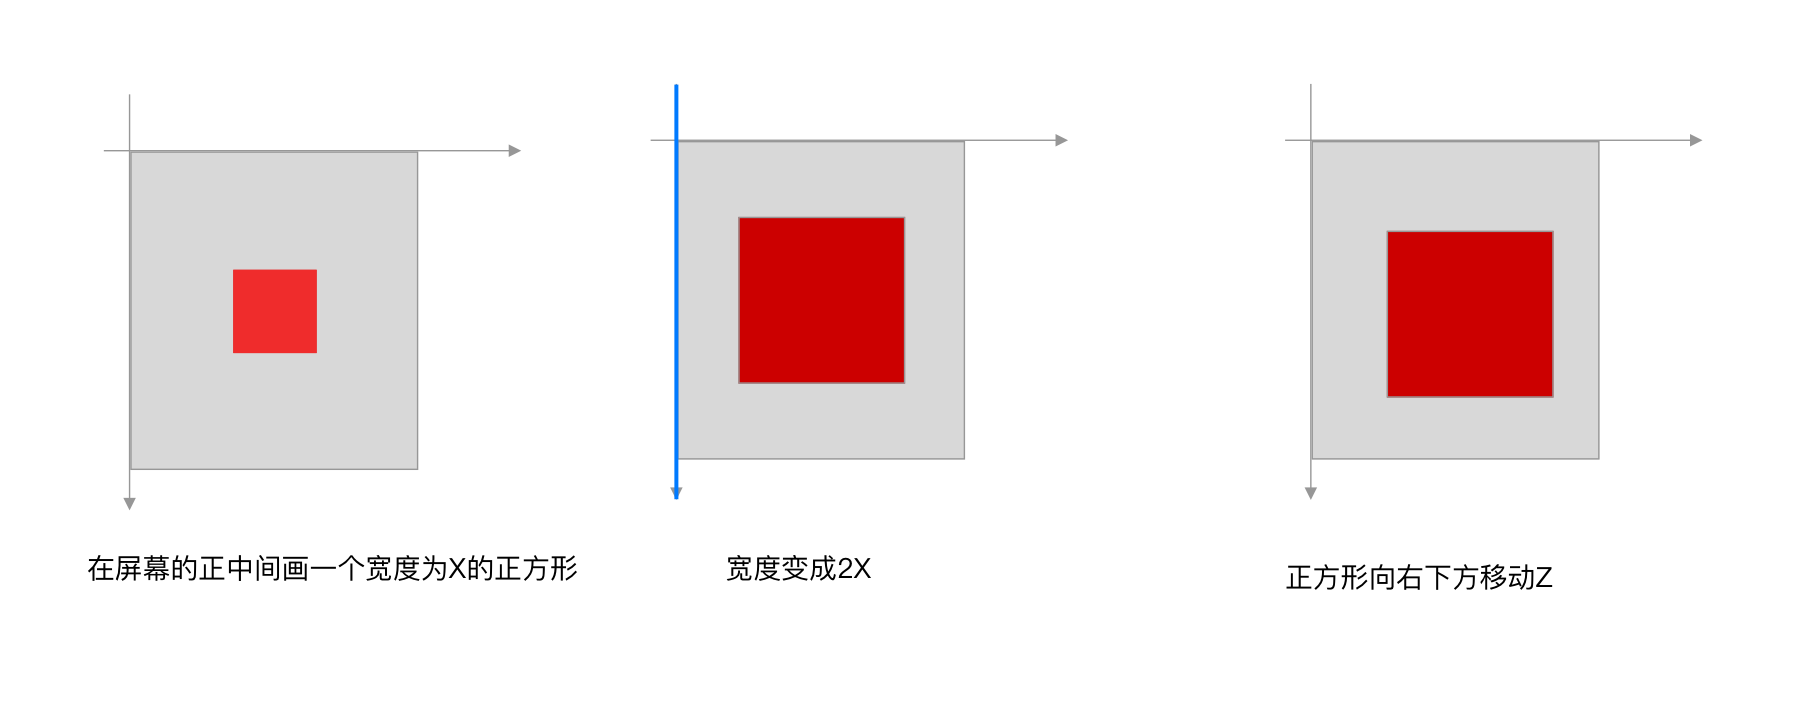 在屏幕的正中间画一个宽度为X的正方形
宽度变成2X
正方形向右下方移动Z